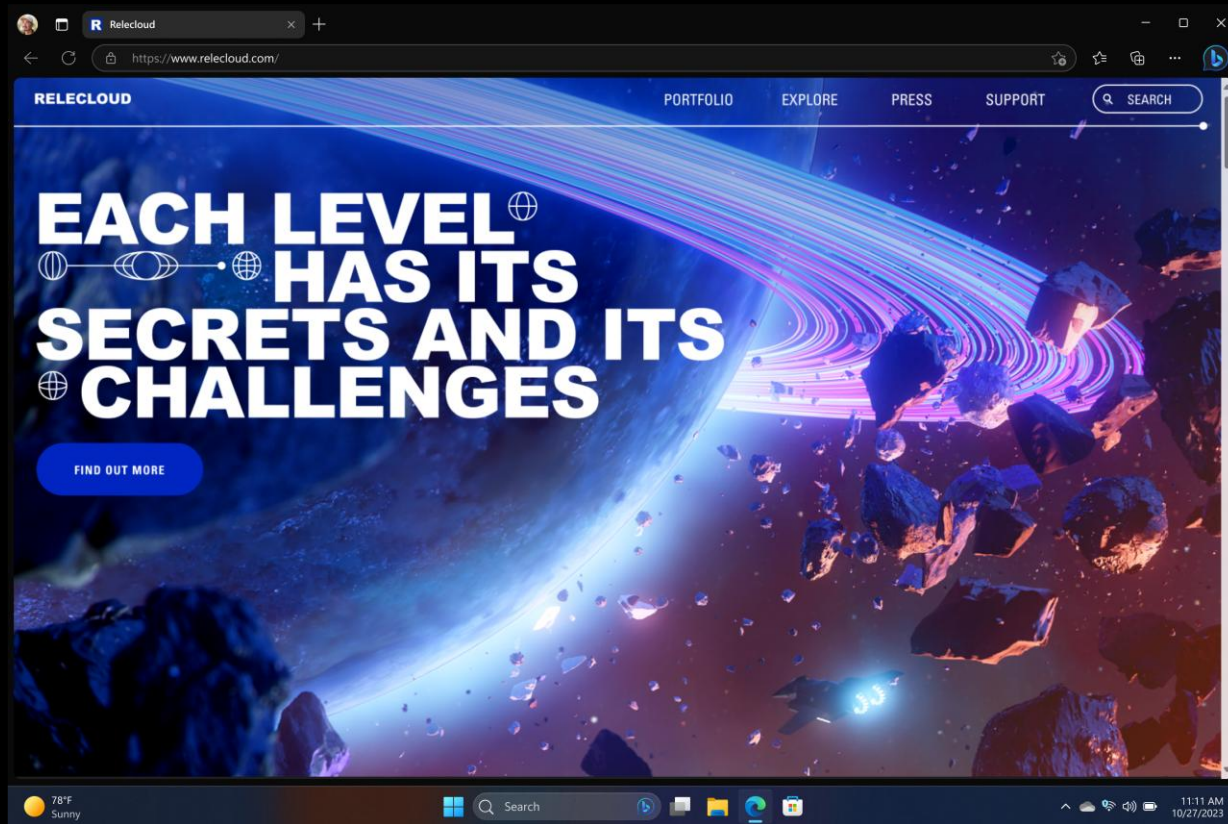 R Relecloud
https://www.relecloud.com/
RELECLOUD
PORTFOLIO EXPLORE PRESS SUPPORT SEARCH
EACH LEVEL
HAS ITS
SECRETS AND ITS
CHALLENGES
FIND OUT MORE
78°F
Sunny
Search
11:11 AM
10/27/2023